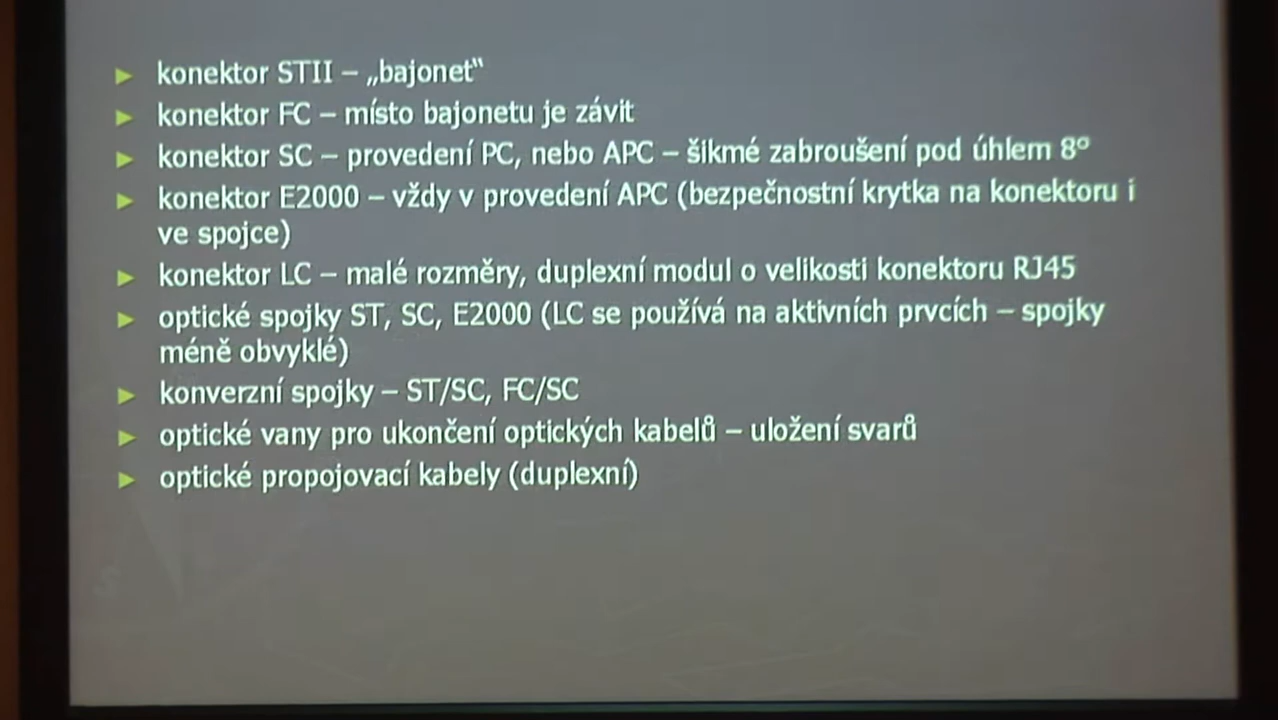 ► konektor STII – „bajonet“
► konektor FC – místo bajonetu je závit
► konektor SC – provedení PC, nebo APC – šikmé zabroušení pod úhlem 8°
► konektor E2000 – vždy v provedení APC (bezpečnostní krytka na konektoru i
ve spojce)
► konektor LC – malé rozměry, duplexní modul o velikosti konektoru RJ45
► optické spojky ST, SC, E2000 (LC se používá na aktivních prvcích – spojky
méně obvyklé)
► konverzní spojky – ST/SC, FC/SC
► optické vany pro ukončení optických kabelů – uložení svarů
► optické propojovací kabely (duplexní)